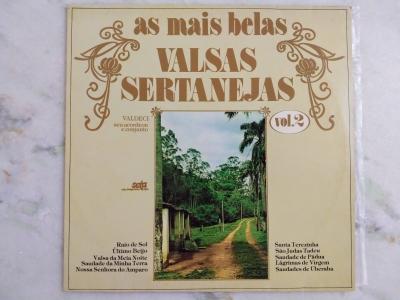 as mais belas
VALSAS
SERTANEJAS
vol.2
VALDECI
seu acordeon
e conjunto
seta
Raio de Sol
Último Beijo
Valsa da Meia Noite
Saudade da Minha Terra
Nossa Senhora do Amparo
Santa Terezinha
São Judas Tadeu
Saudade de Pádua
Lágrimas de Virgem
Saudades de Uberaba